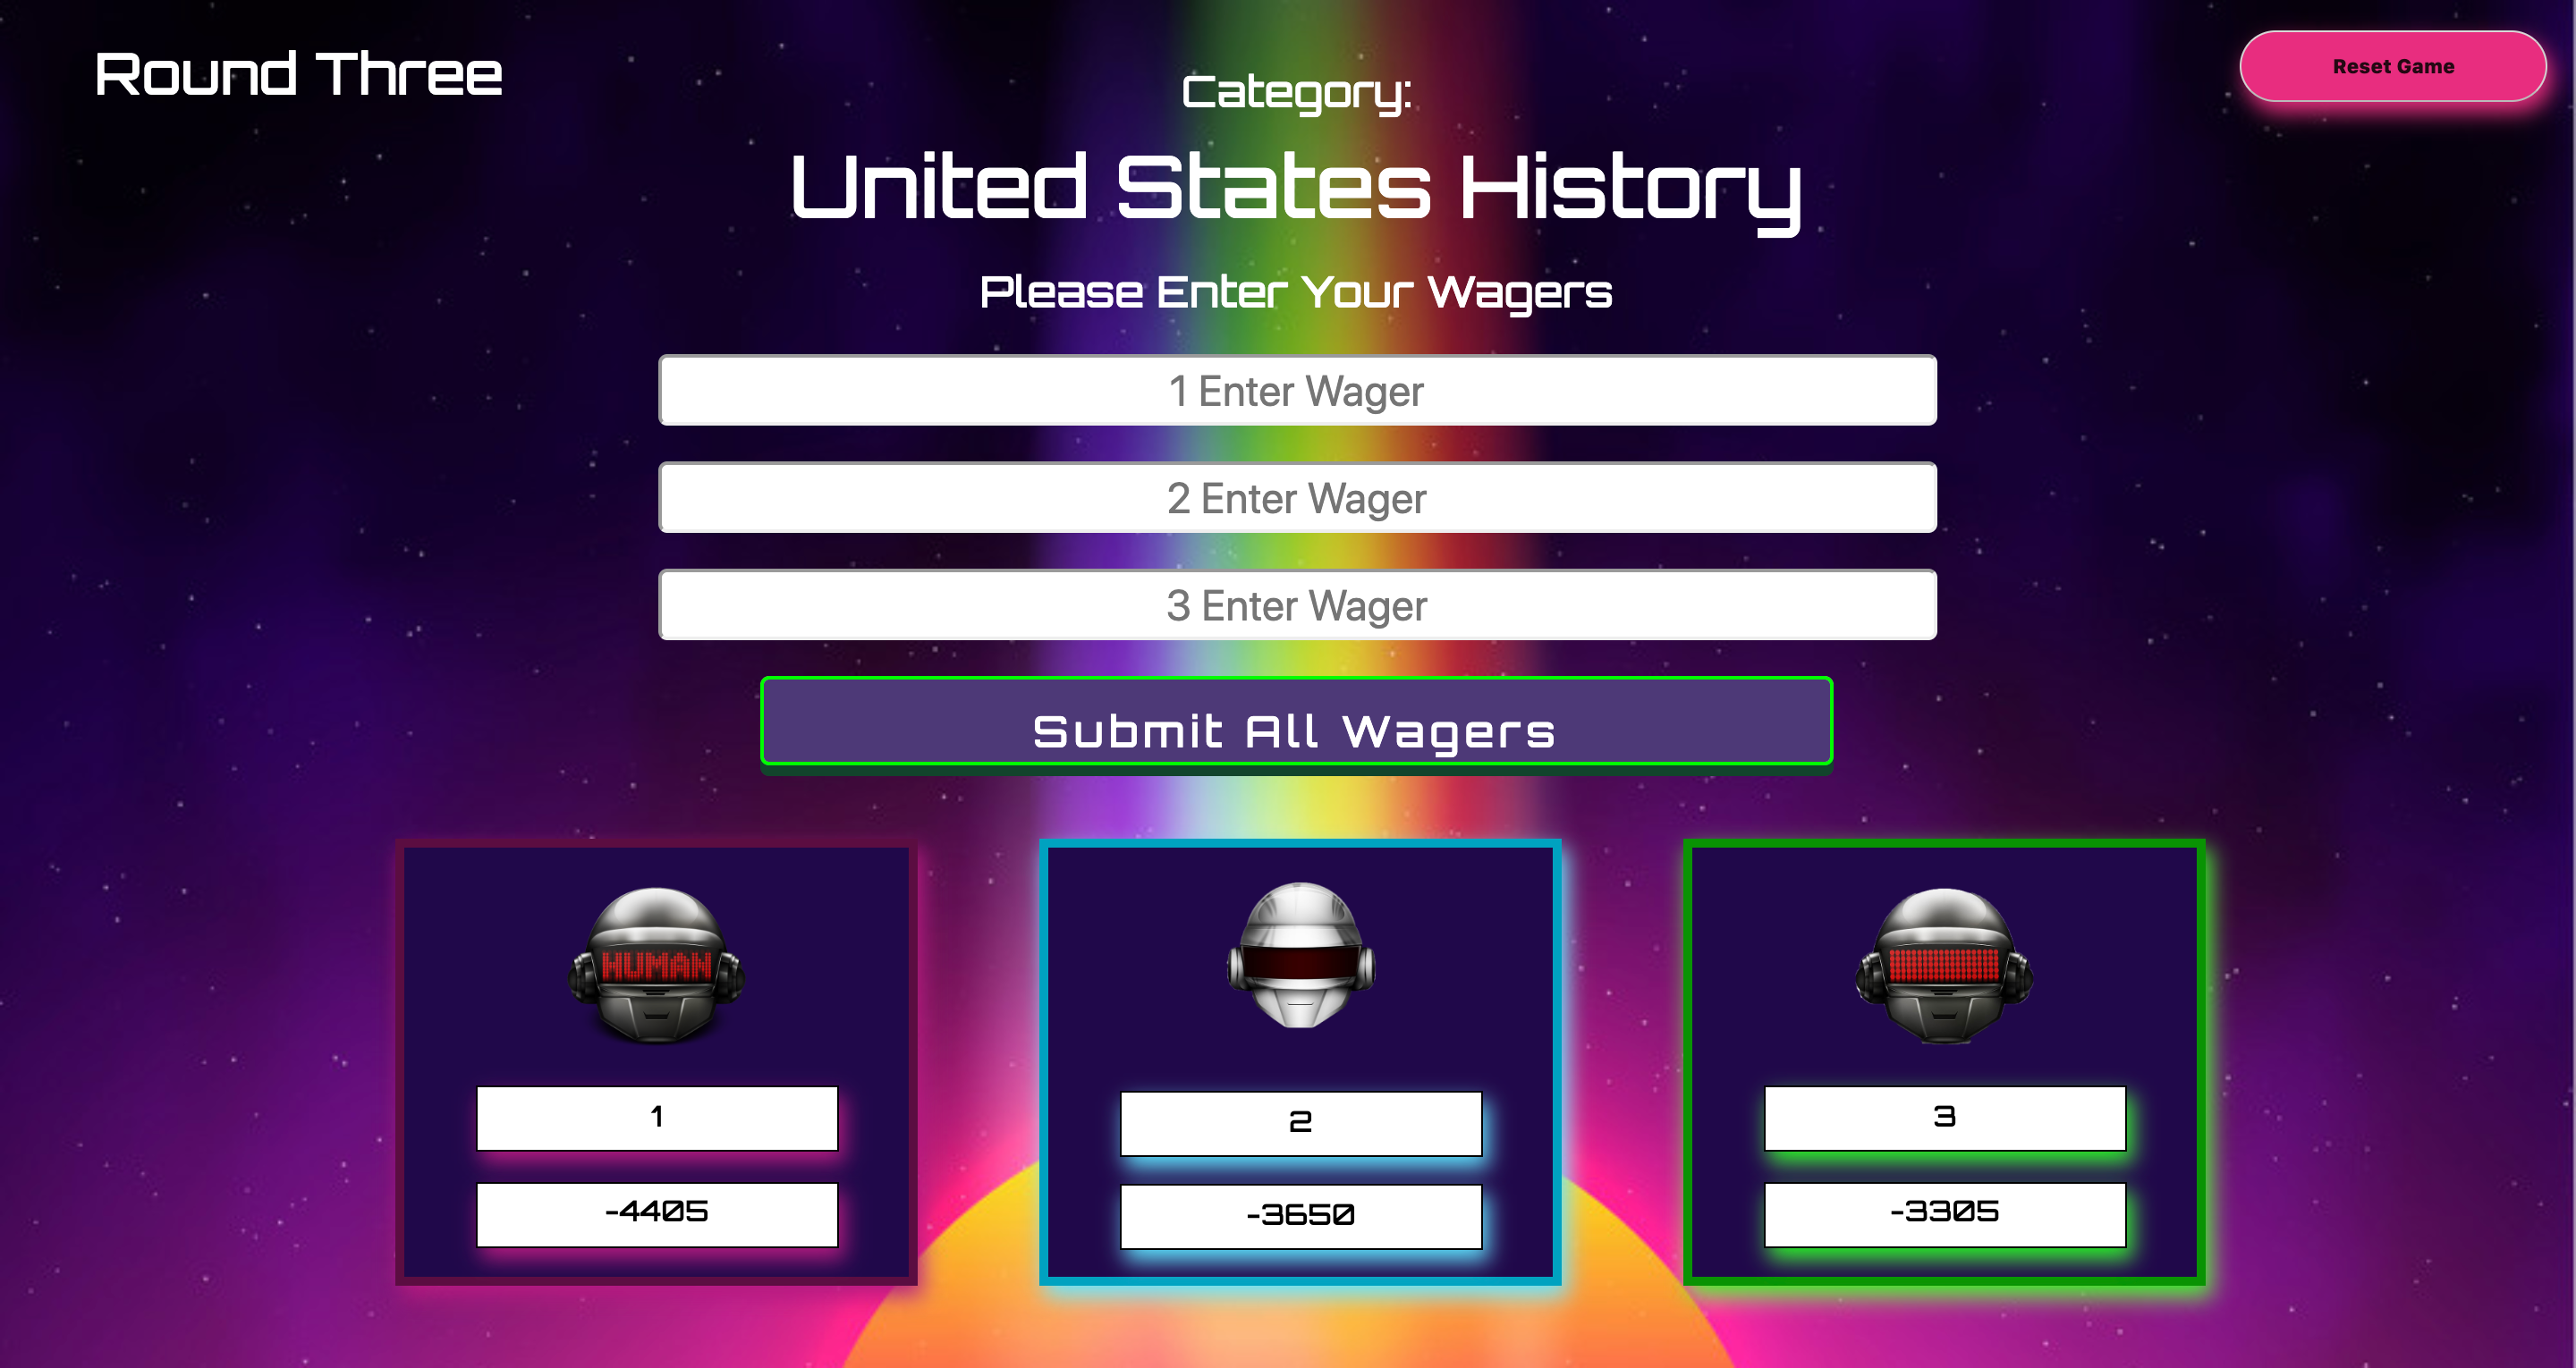 Round Three
Reset Game
Category:
United States History
Please Enter Your Wagers
1 Enter Wager
2 Enter Wager
3 Enter Wager
Submit All Wagers
HUMAN
1
2
3
-4405
-3650
-3305